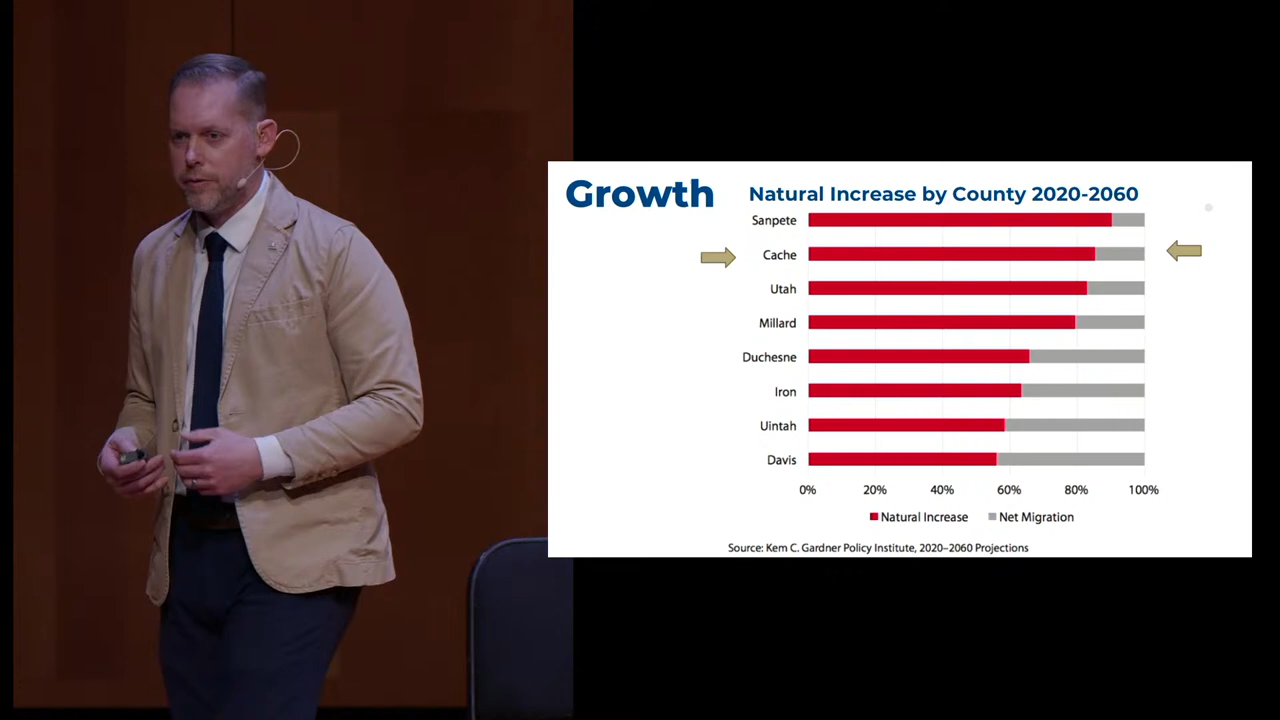 Growth
Natural Increase by County 2020-2060
Sanpete
Cache
Utah
Millard
Duchesne
Iron
Uintah
Davis
0% 20% 40% 60% 80% 100%
Natural Increase Net Migration
Source: Kem C. Gardner Policy Institute, 2020–2060 Projections